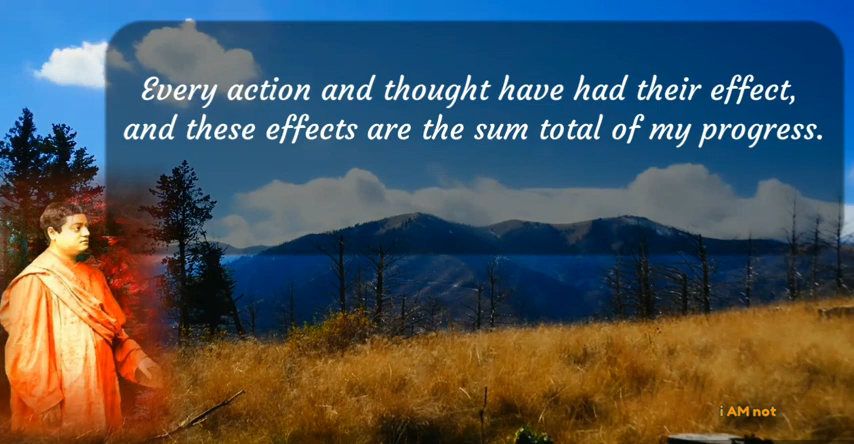 Every action and thought have had their effect,
and these effects are the sum total of my progress.
i AM not